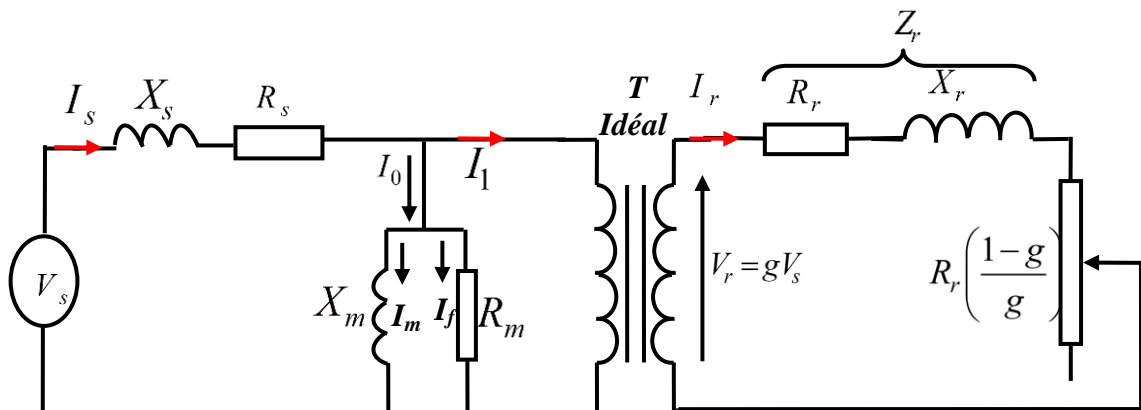 Z_r
I_s
X_s
R_s
T
Idéal
I_r
R_r
X_r
I_0
I_1
V_s
X_m
I_m
I_f
R_m
V_r = gV_s
R_r((1 - g)/g)